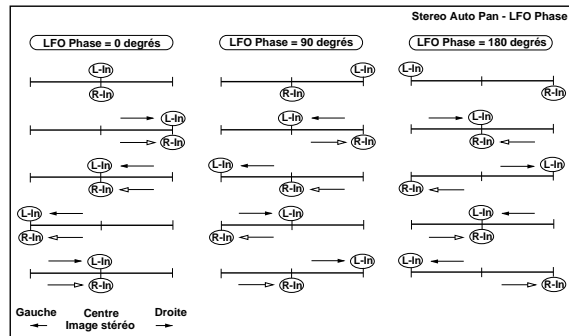 Stereo Auto Pan - LFO Phase
LFO Phase = 0 degrés LFO Phase = 90 degrés LFO Phase = 180 degrés
L-In L-In L-In
R-In R-In R-In
L-In L-In L-In
R-In R-In R-In
L-In L-In L-In
R-In R-In R-In
L-In L-In L-In
R-In R-In R-In
L-In L-In L-In
R-In R-In R-In
Gauche Centre Droite
Image stéréo